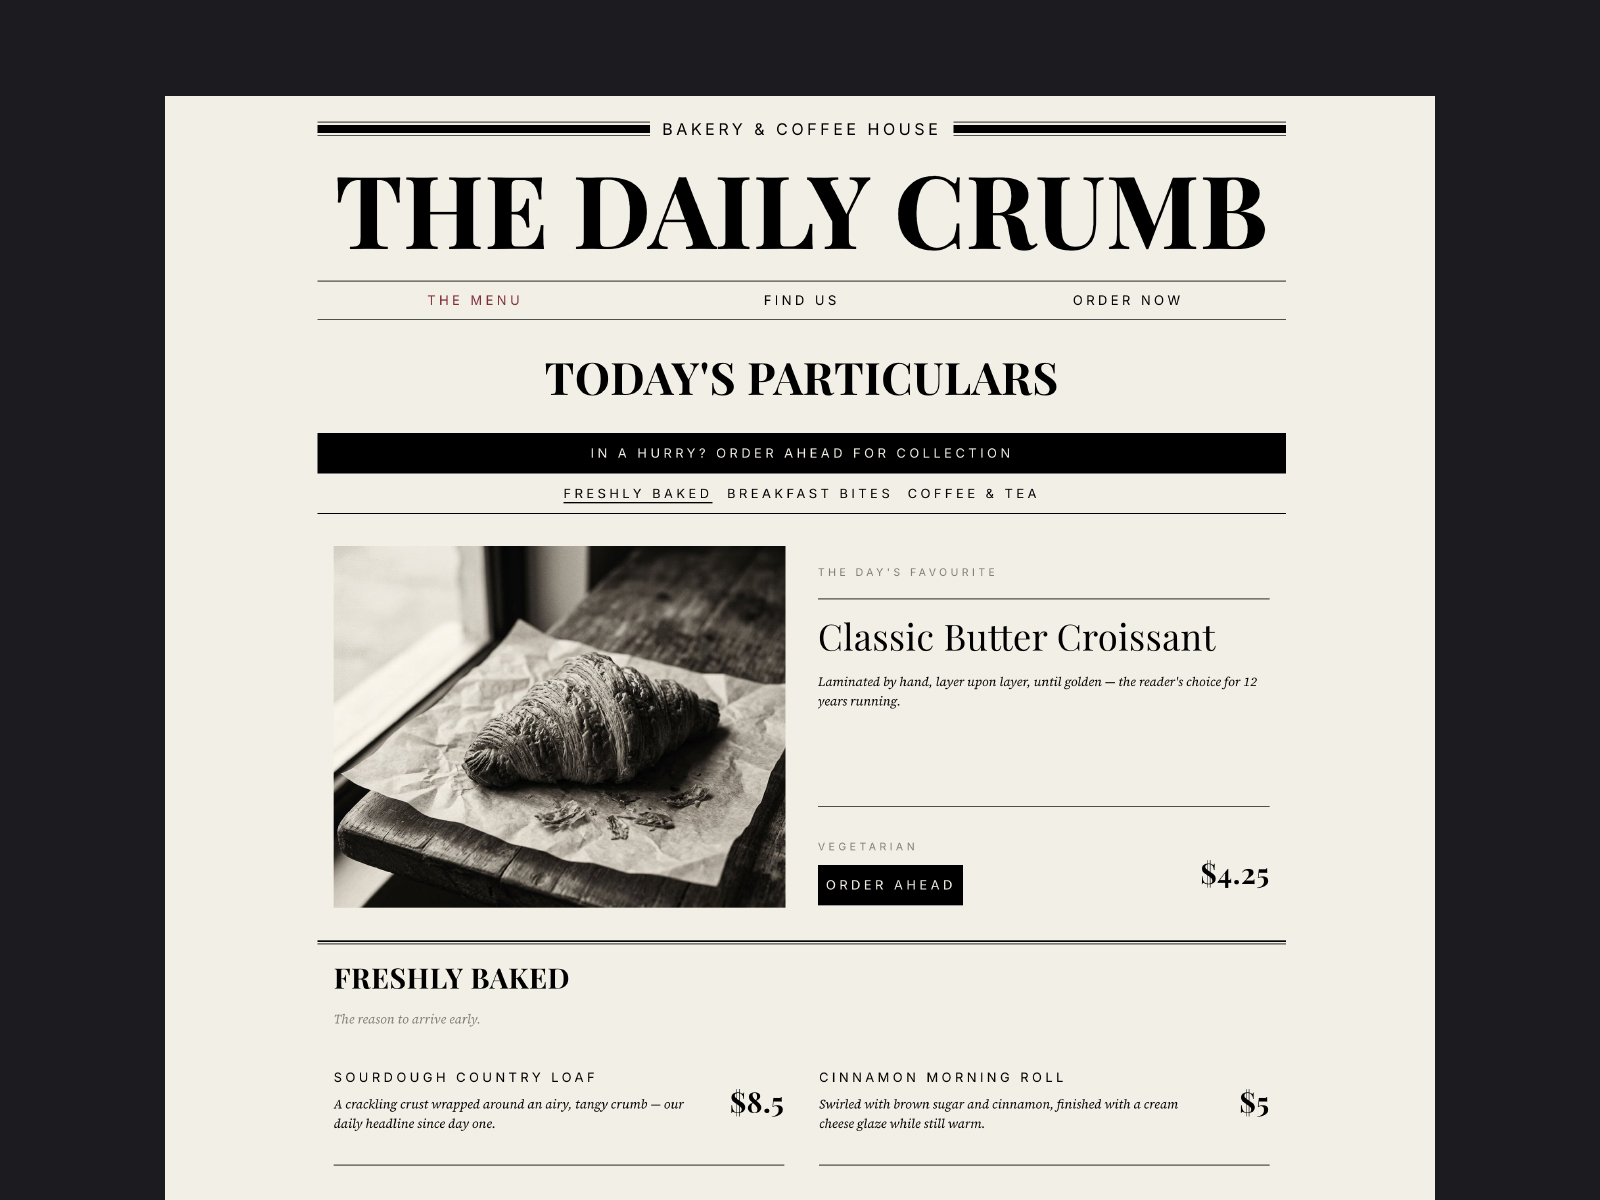 BAKERY & COFFEE HOUSE
THE DAILY CRUMB
THE MENU
FIND US
ORDER NOW
TODAY'S PARTICULARS
IN A HURRY? ORDER AHEAD FOR COLLECTION
FRESHLY BAKED
BREAKFAST BITES
COFFEE & TEA
THE DAY'S FAVOURITE
Classic Butter Croissant
Laminated by hand, layer upon layer, until golden — the reader's choice for 12
years running.
VEGETARIAN
ORDER AHEAD
$4.25
FRESHLY BAKED
The reason to arrive early.
SOURDOUGH COUNTRY LOAF
A crackling crust wrapped around an airy, tangy crumb — our
daily headline since day one.
$8.5
CINNAMON MORNING ROLL
Swirled with brown sugar and cinnamon, finished with a cream
cheese glaze while still warm.
$5